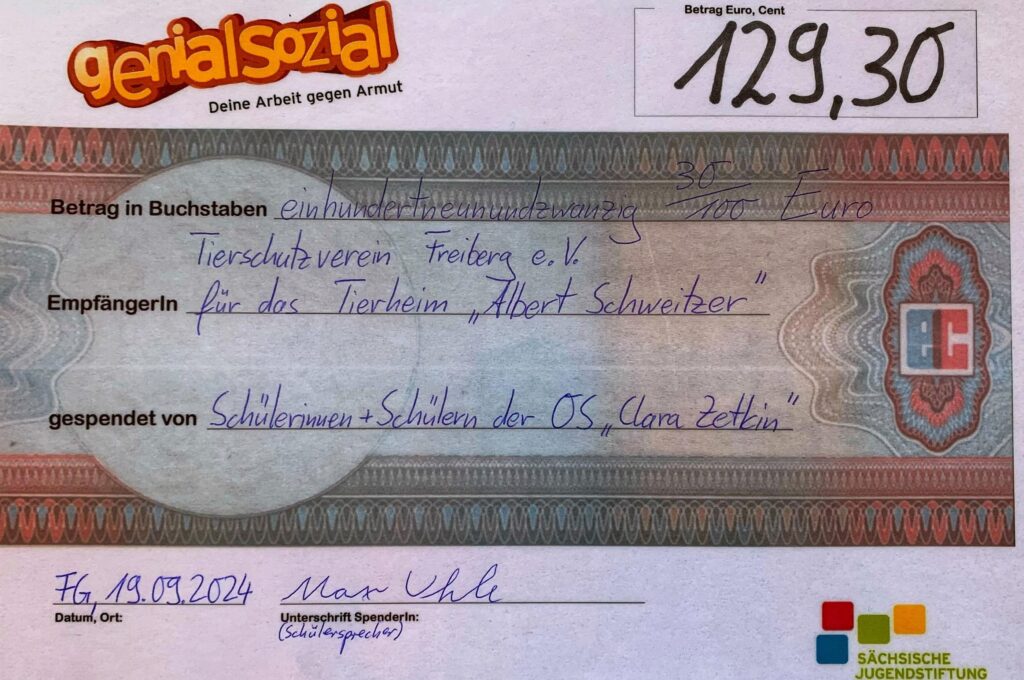 genialsozial
Deine Arbeit gegen Armut
Betrag Euro, Cent
129,30
Betrag in Buchstaben einhundertneunundzwanzig 30/100 Euro
Tierschutzverein Freiberg e.V.
EmpfängerIn für das Tierheim „Albert Schweitzer"
ec
gespendet von Schülerinnen + Schülern der OS „Clara Zetkin"
FG, 19.09.2024 Max Uhle
Datum, Ort: Unterschrift SpenderIn:
(Schülersprecher)
SÄCHSISCHE
JUGENDSTIFTUNG